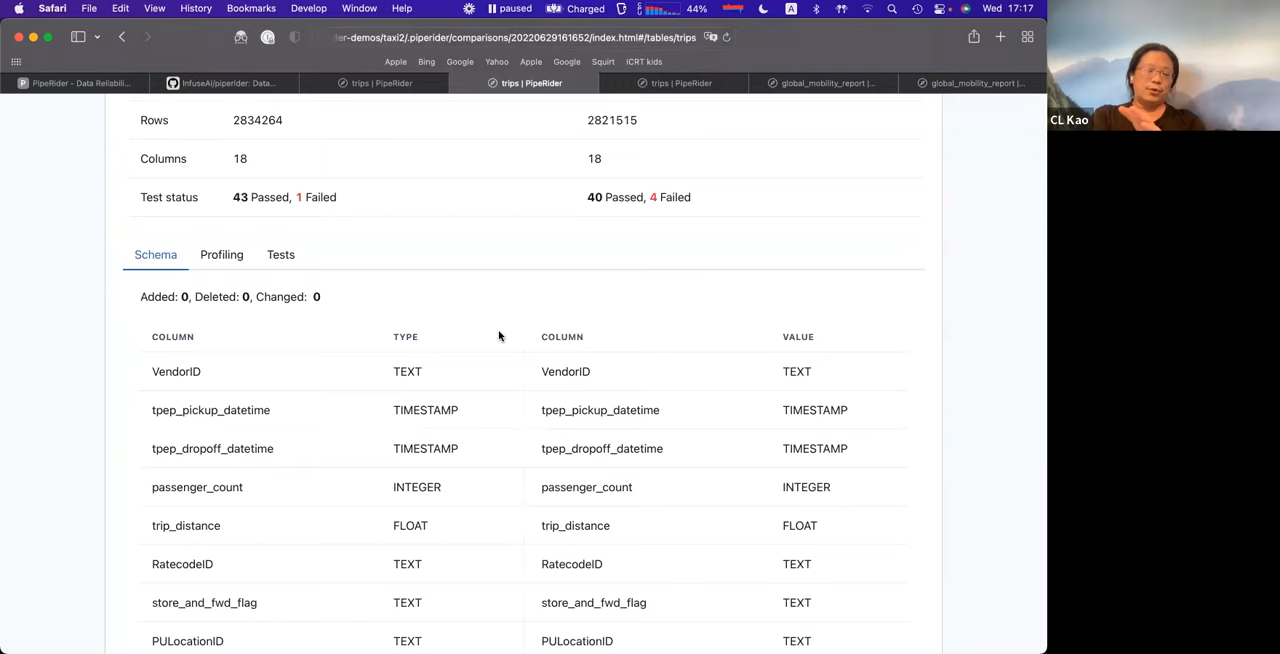 Safari File Edit View History Bookmarks Develop Window Help paused Charged 44% A Wed 17:17
ler-demos/taxi2/.piperider/comparisons/20220629161652/index.html#/tables/trips
Apple Bing Google Yahoo Apple Google Squirt ICRT kids
PipeRider - Data Reliabili... InfuseAI/piperider: Data... trips | PipeRider trips | PipeRider trips | PipeRider global_mobility_report |... global_mobility_report |...
Rows 2834264 2821515
Columns 18 18
Test status 43 Passed, 1 Failed 40 Passed, 4 Failed
Schema Profiling Tests
Added: 0, Deleted: 0, Changed: 0
COLUMN TYPE COLUMN VALUE
VendorID TEXT VendorID TEXT
tpep_pickup_datetime TIMESTAMP tpep_pickup_datetime TIMESTAMP
tpep_dropoff_datetime TIMESTAMP tpep_dropoff_datetime TIMESTAMP
passenger_count INTEGER passenger_count INTEGER
trip_distance FLOAT trip_distance FLOAT
RatecodeID TEXT RatecodeID TEXT
store_and_fwd_flag TEXT store_and_fwd_flag TEXT
PULocationID TEXT PULocationID TEXT
CL Kao